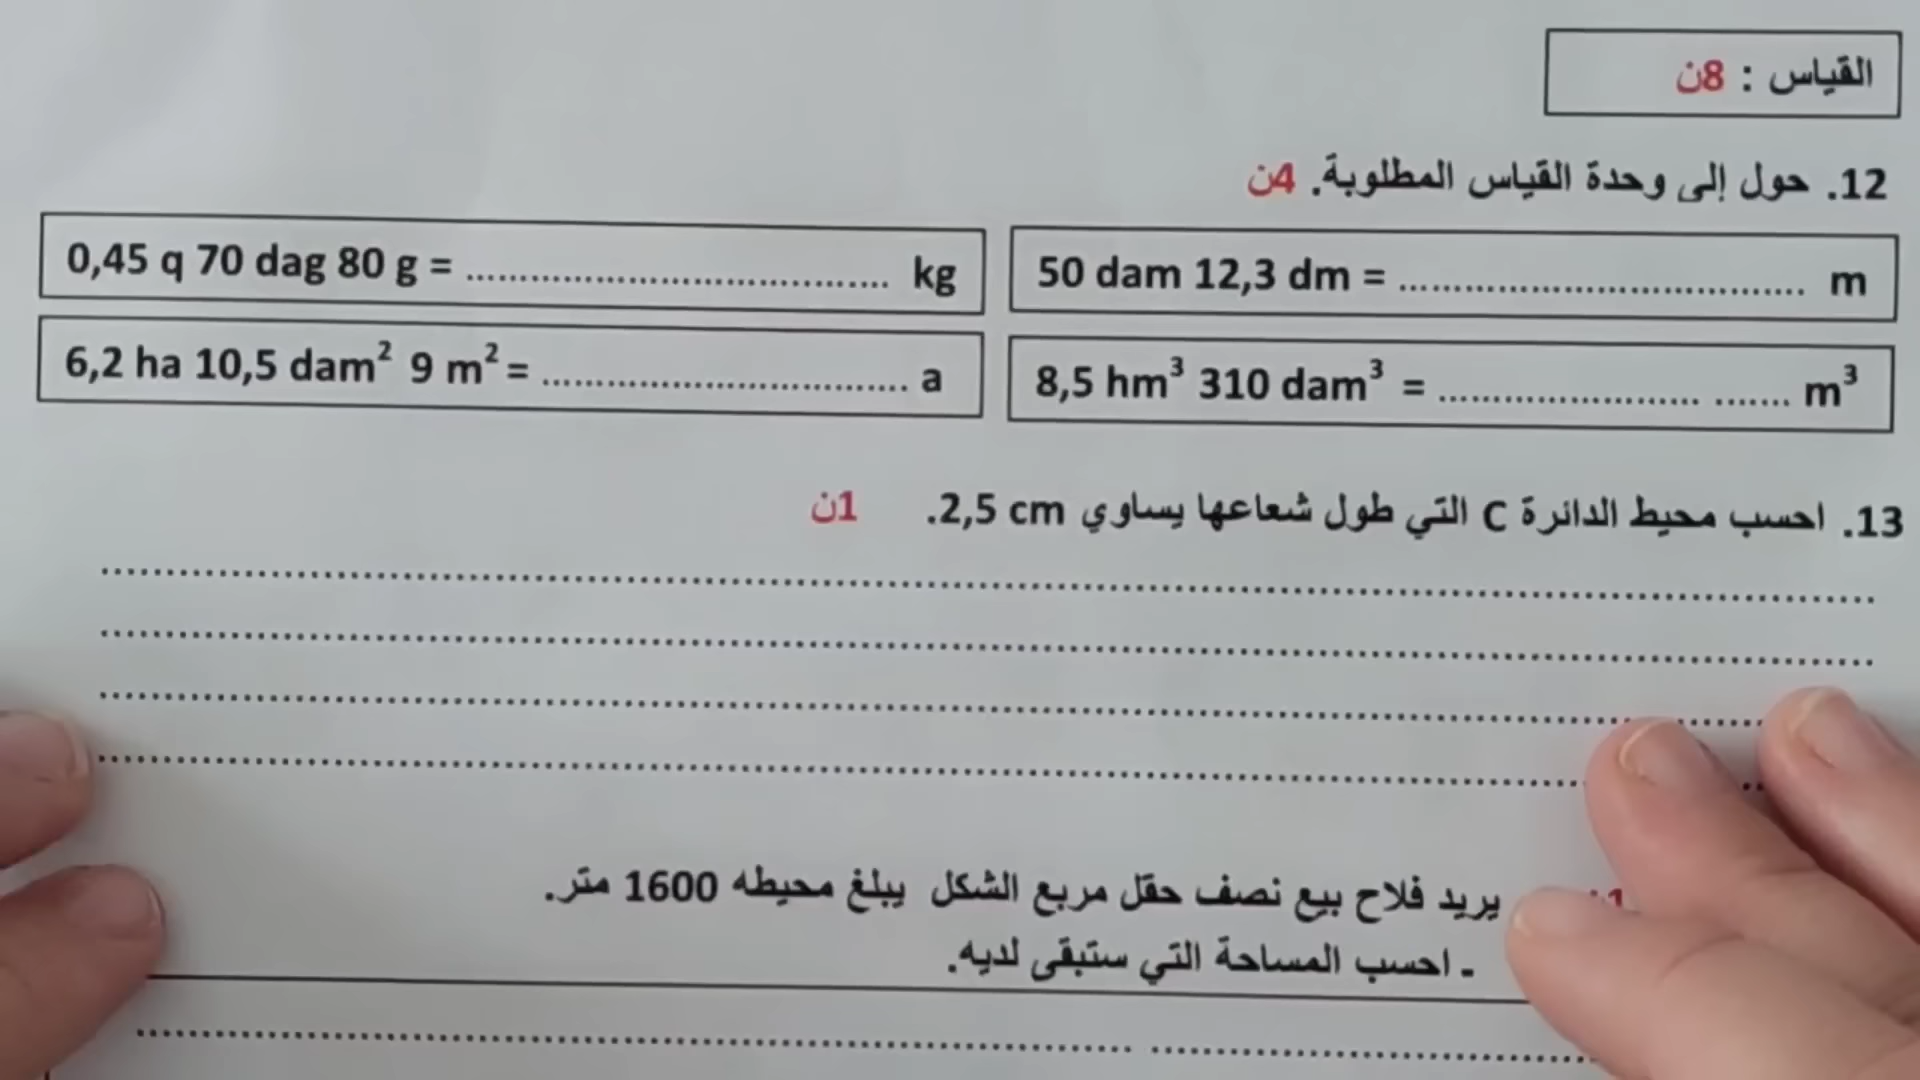 القياس : 8ن
12. حول إلى وحدة القياس المطلوبة. 4ن
50 dam 12,3 dm = ........................................ m
0,45 q 70 dag 80 g = ........................................ kg
8,5 hm³ 310 dam³ = ........................ ....... m³
6,2 ha 10,5 dam² 9 m² = .................................. a
13. احسب محيط الدائرة C التي طول شعاعها يساوي 2,5 cm. 1ن
يريد فلاح بيع نصف حقل مربع الشكل يبلغ محيطه 1600 متر.
- احسب المساحة التي ستبقى لديه.